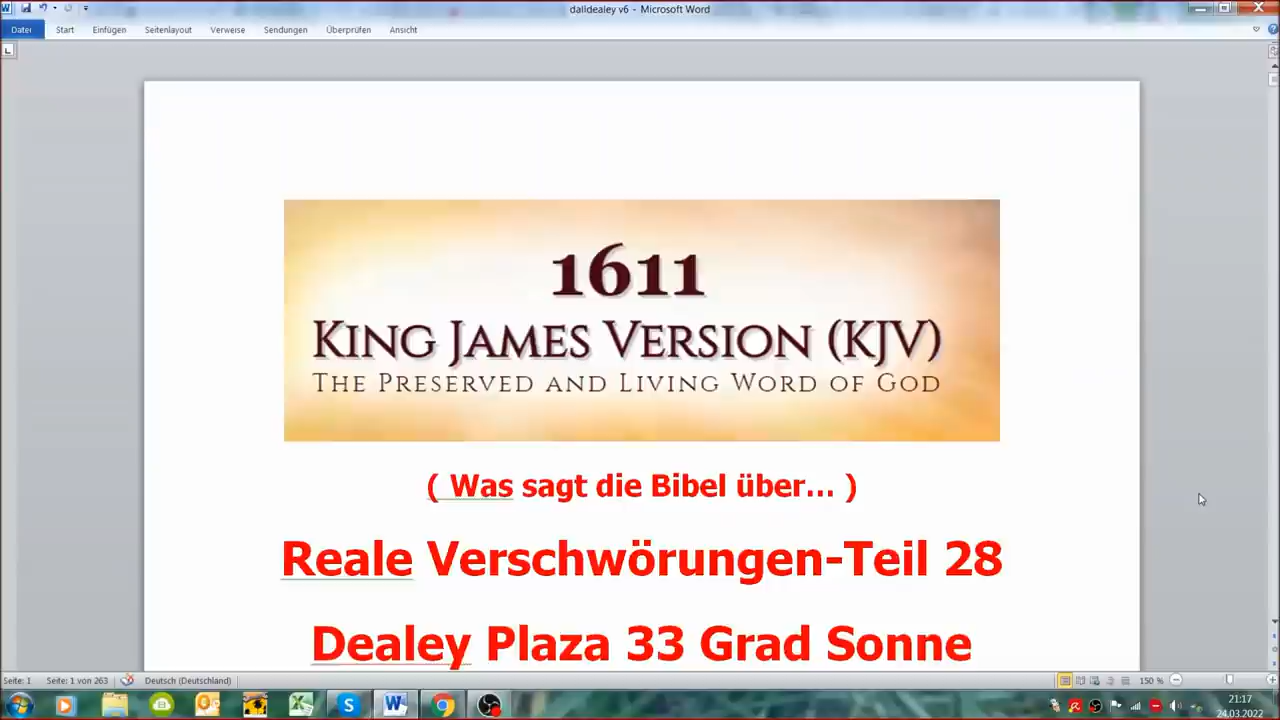 dalldealey v6 - Microsoft Word
Datei Start Einfügen Seitenlayout Verweise Sendungen Überprüfen Ansicht
1611
King James Version (KJV)
The Preserved and Living Word of God
( Was sagt die Bibel über... )
Reale Verschwörungen-Teil 28
Dealey Plaza 33 Grad Sonne
Seite: 1 Seite: 1 von 263 Deutsch (Deutschland) 150 %
21:17
24.03.2022